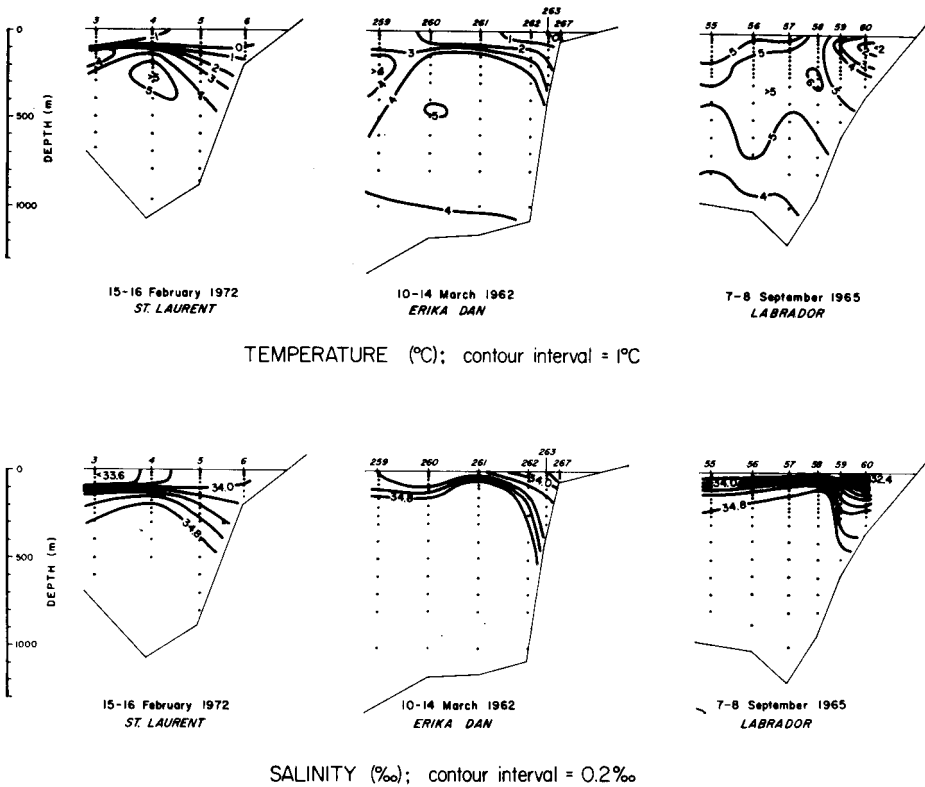 3 4 5 6
259 260 261 262 263 267
55 56 57 58 59 60
0
500
1000
DEPTH (m)
-1 0 1 2 3 4 5 >5
0 1 2 3 4 >4 4 5 4
5 5 >5 >6 <2 5 4
15-16 February 1972
ST. LAURENT
10-14 March 1962
ERIKA DAN
7-8 September 1965
LABRADOR
TEMPERATURE (°C); contour interval = 1°C
3 4 5 6
259 260 261 262 263 267
55 56 57 58 59 60
0
500
1000
DEPTH (m)
<33.6 34.0 34.8
34.8 34.0
34.0 34.8 32.4
15-16 February 1972
ST. LAURENT
10-14 March 1962
ERIKA DAN
7-8 September 1965
LABRADOR
SALINITY (‰); contour interval = 0.2‰